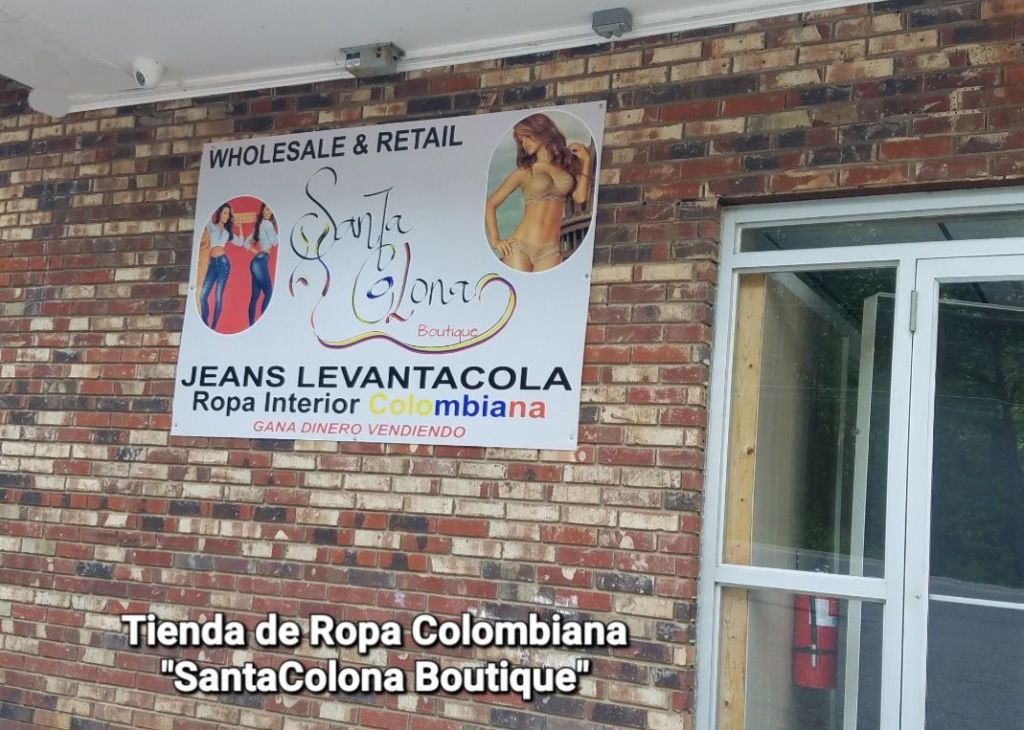 WHOLESALE & RETAIL
Santa
Colona
Boutique
JEANS LEVANTACOLA
Ropa Interior Colombiana
GANA DINERO VENDIENDO
Tienda de Ropa Colombiana
"SantaColona Boutique"